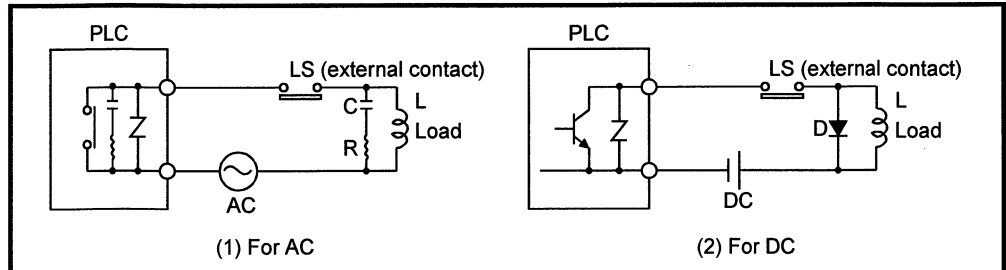 PLC
LS (external contact)
C
L
Load
R
AC
(1) For AC
PLC
LS (external contact)
L
D
Load
DC
(2) For DC